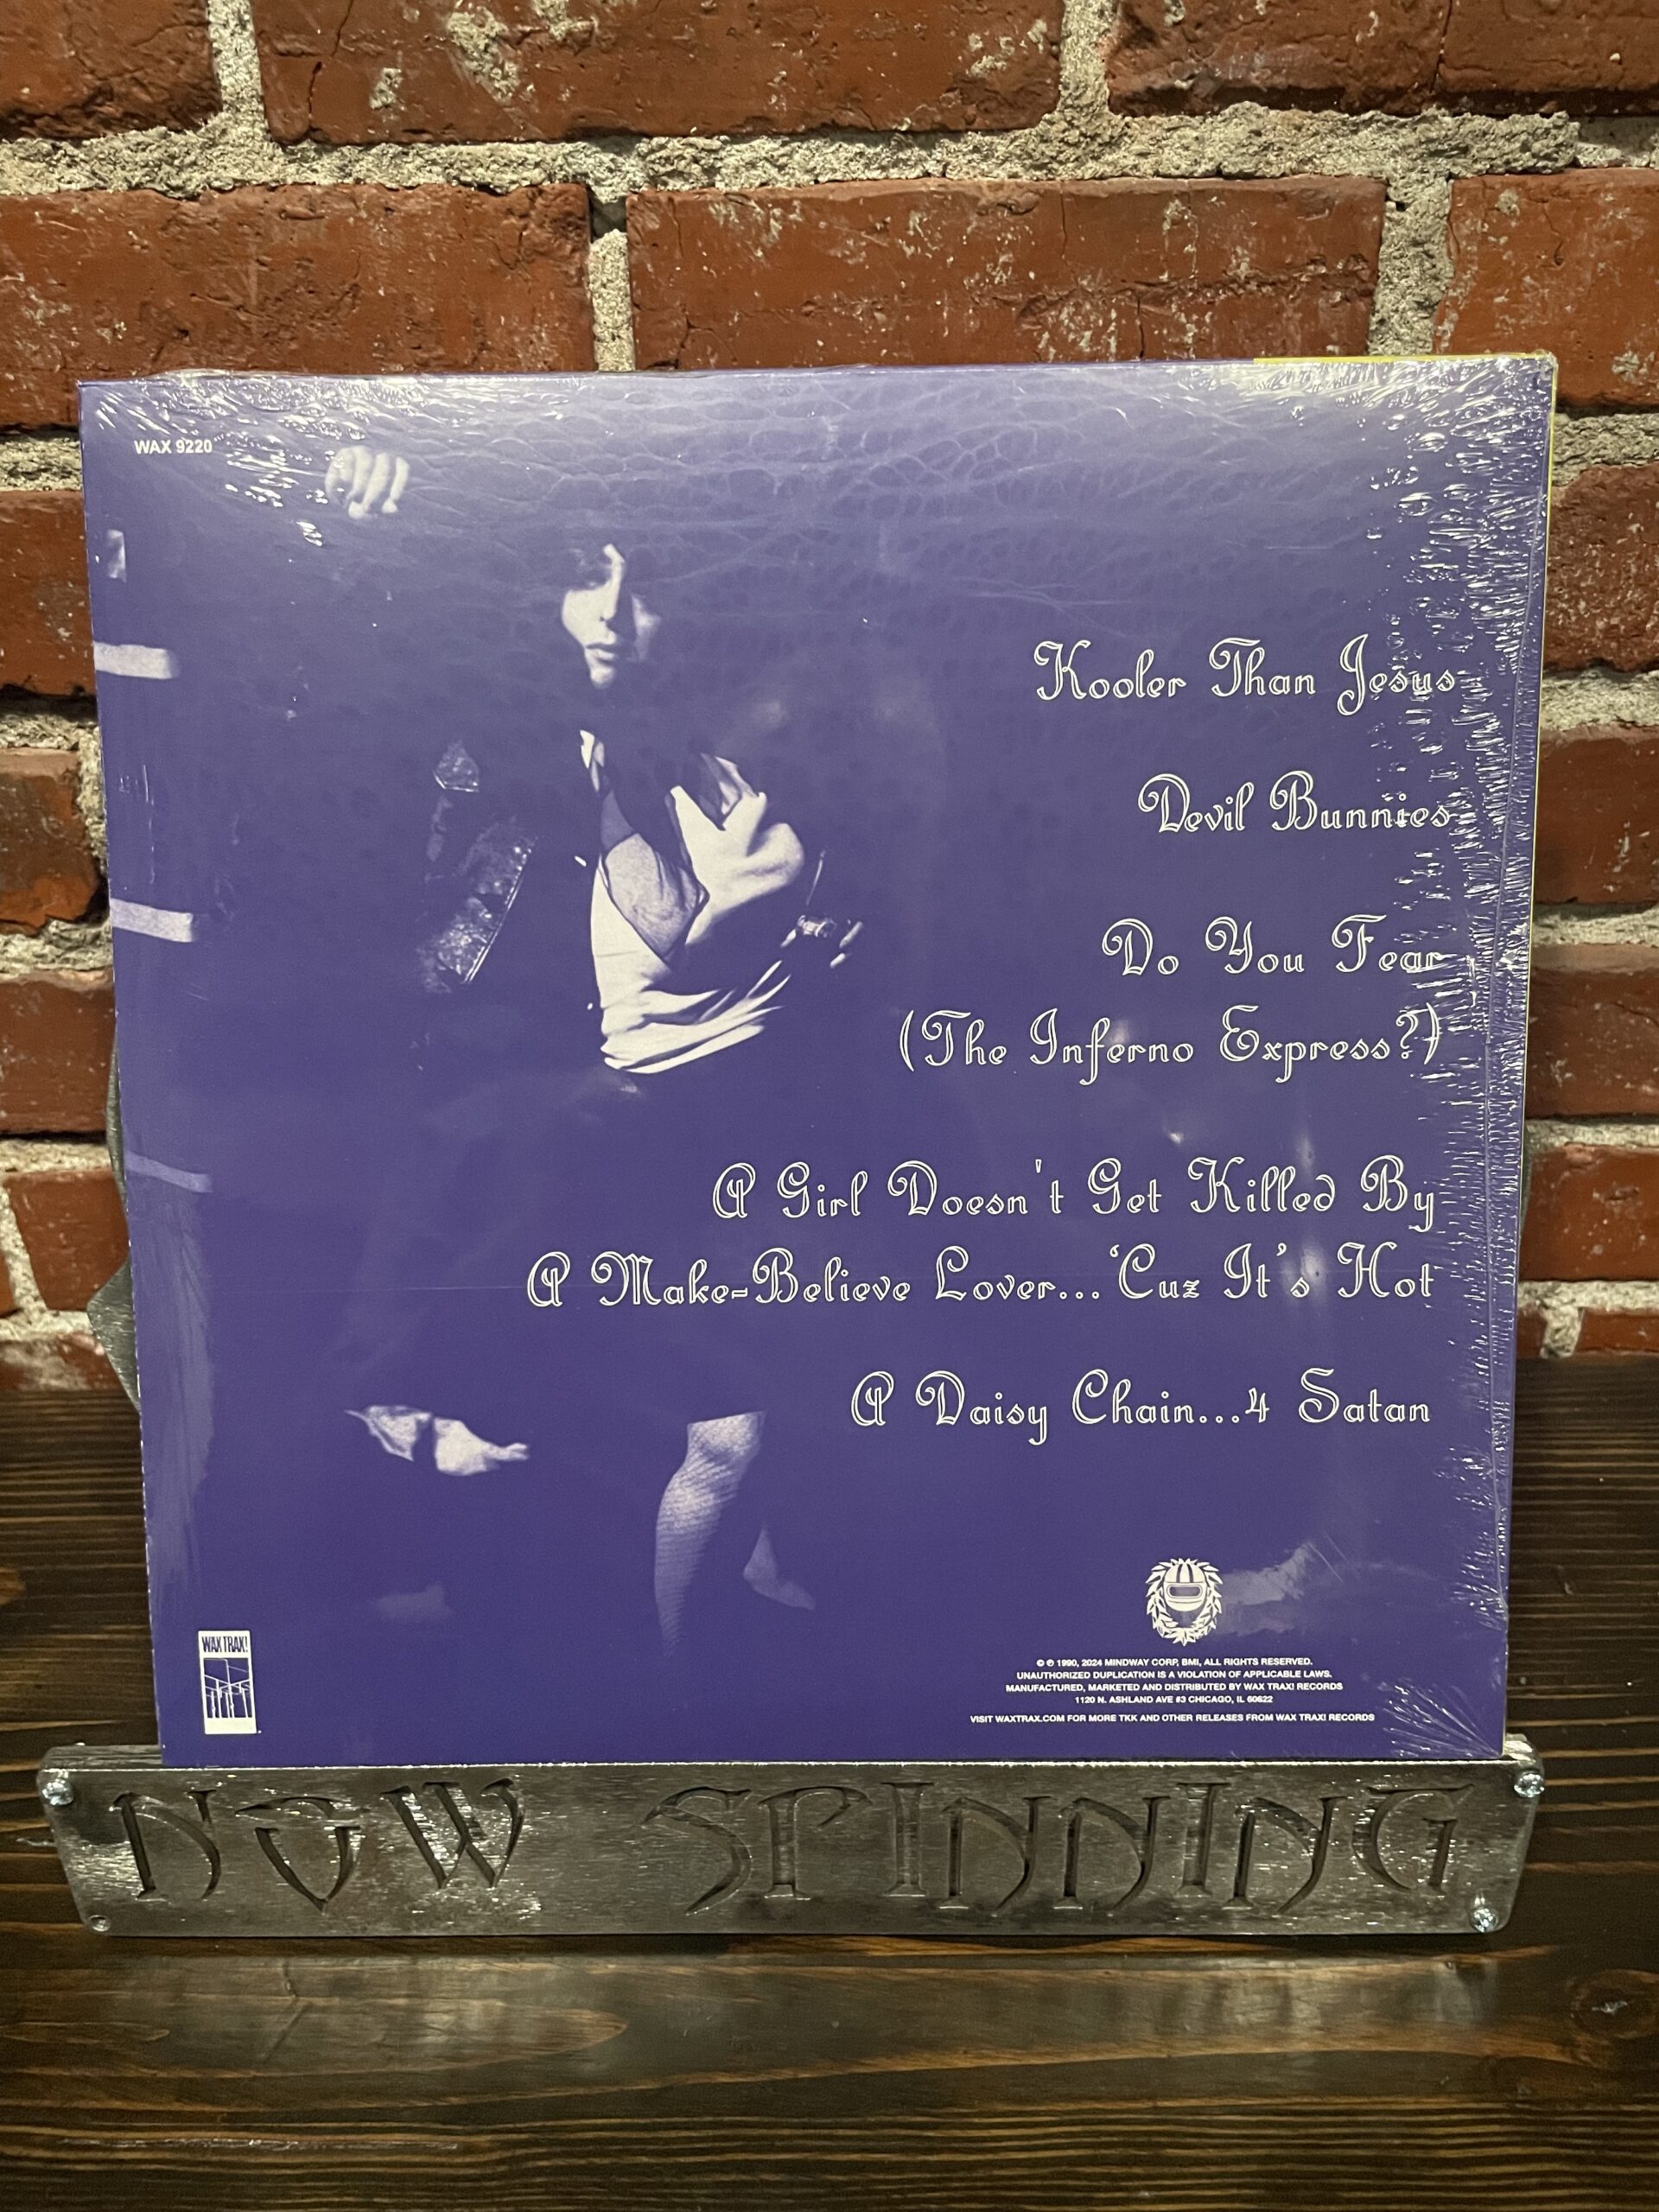 WAX 9220
Kooler Than Jesus
Devil Bunnies
Do You Fear
(The Inferno Express?)
A Girl Doesn't Get Killed By
A Make-Believe Lover...'Cuz It's Hot
A Daisy Chain...4 Satan
WAX TRAX!
© ℗ 1990, 2024 MINDWAY CORP, BMI, ALL RIGHTS RESERVED.
UNAUTHORIZED DUPLICATION IS A VIOLATION OF APPLICABLE LAWS.
MANUFACTURED, MARKETED AND DISTRIBUTED BY WAX TRAX! RECORDS
1120 N. ASHLAND AVE #3 CHICAGO, IL 60622
VISIT WAXTRAX.COM FOR MORE TKK AND OTHER RELEASES FROM WAX TRAX! RECORDS
NOW SPINNING